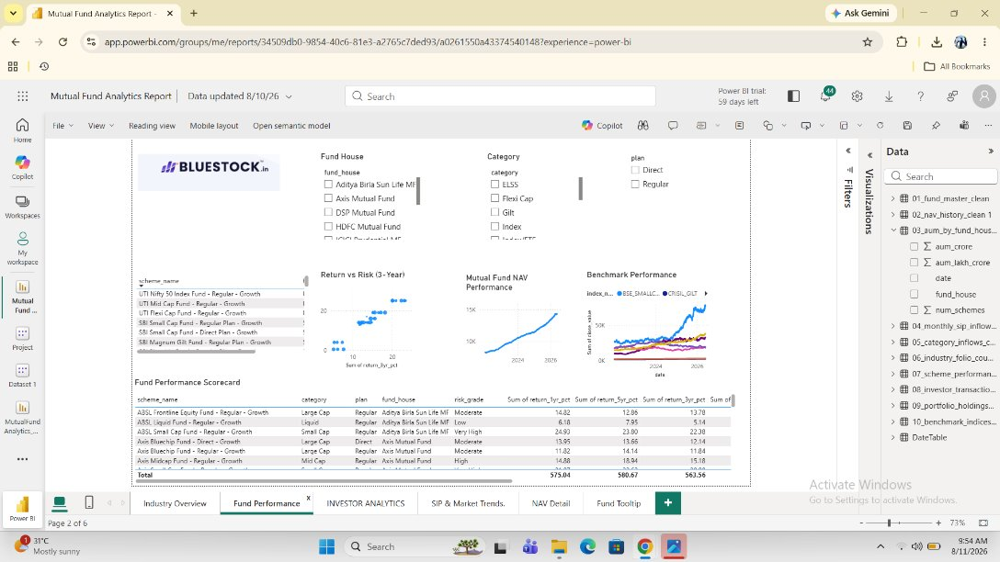 Mutual Fund Analytics Report -
Ask Gemini
app.powerbi.com/groups/me/reports/34509db0-9854-40c6-81e3-a2765c7ded93/a0261550a43374540148?experience=power-bi
All Bookmarks
Mutual Fund Analytics Report
Data updated 8/10/26
Search
Power BI trial:
59 days left
44
File
View
Reading view
Mobile layout
Open semantic model
Copilot
Home
Copilot
Workspaces
My
workspace
Mutual
Fund ...
Project
Dataset 1
MutualFund
Analytics_...
Power BI
BLUESTOCK.in
Fund House
fund_house
Aditya Birla Sun Life MF
Axis Mutual Fund
DSP Mutual Fund
HDFC Mutual Fund
ICICI Prudential MF
Category
category
ELSS
Flexi Cap
Gilt
Index
Index/ETF
plan
Direct
Regular
scheme_name
UTI Nifty 50 Index Fund - Regular - Growth
UTI Mid Cap Fund - Regular - Growth
UTI Flexi Cap Fund - Regular - Growth
SBI Small Cap Fund - Regular Plan - Growth
SBI Small Cap Fund - Direct Plan - Growth
SBI Magnum Gilt Fund - Regular Plan - Growth
Return vs Risk (3-Year)
20
0
10
20
Sum of return_3yr_pct
Mutual Fund NAV
Performance
15K
10K
2024
2026
Benchmark Performance
index_n...
BSE_SMALLC...
CRISIL_GILT
Sum of close_value
50K
0K
2024
2026
date
Fund Performance Scorecard
scheme_name category plan fund_house risk_grade Sum of return_1yr_pct Sum of return_5yr_pct Sum of return_3yr_pct Sum of
ABSL Frontline Equity Fund - Regular - Growth Large Cap Regular Aditya Birla Sun Life MF Moderate 14.82 12.86 13.78
ABSL Liquid Fund - Regular - Growth Liquid Regular Aditya Birla Sun Life MF Low 6.18 7.95 5.14
ABSL Small Cap Fund - Regular - Growth Small Cap Regular Aditya Birla Sun Life MF Very High 24.93 23.80 22.38
Axis Bluechip Fund - Direct - Growth Large Cap Direct Axis Mutual Fund Moderate 13.95 13.66 12.14
Axis Bluechip Fund - Regular - Growth Large Cap Regular Axis Mutual Fund Moderate 11.82 14.14 11.84
Axis Midcap Fund - Regular - Growth Mid Cap Regular Axis Mutual Fund High 14.88 18.94 15.18
Total 575.04 580.67 563.56
Filters
Visualizations
Data
Search
01_fund_master_clean
02_nav_history_clean 1
03_aum_by_fund_hous...
aum_crore
aum_lakh_crore
date
fund_house
num_schemes
04_monthly_sip_inflow...
05_category_inflows_c...
06_industry_folio_cou...
07_scheme_performan...
08_investor_transactio...
09_portfolio_holdings...
10_benchmark_indices...
DateTable
Activate Windows
Go to Settings to activate Windows.
Industry Overview
Fund Performance
INVESTOR ANALYTICS
SIP & Market Trends.
NAV Detail
Fund Tooltip
Page 2 of 6
73%
1
31°C
Mostly sunny
Search
9:54 AM
8/11/2026